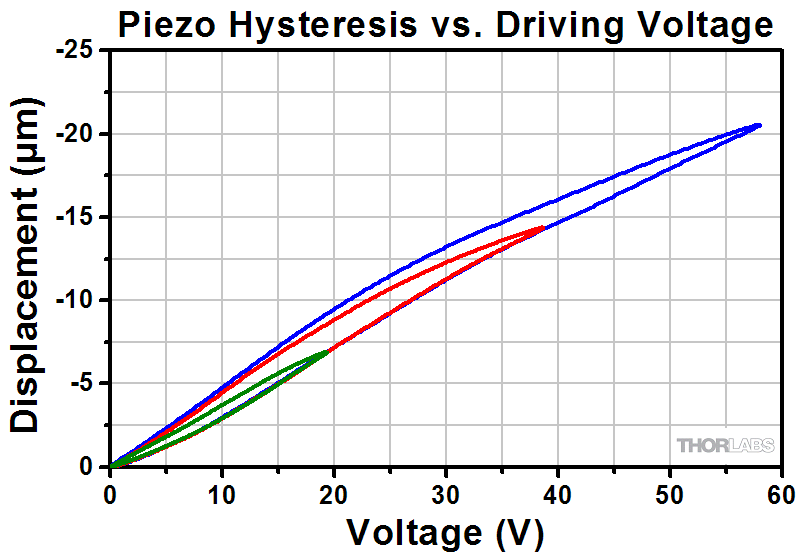 Piezo Hysteresis vs. Driving Voltage
-25
-20
-15
-10
-5
0
Displacement (µm)
THORLABS
0 10 20 30 40 50 60
Voltage (V)